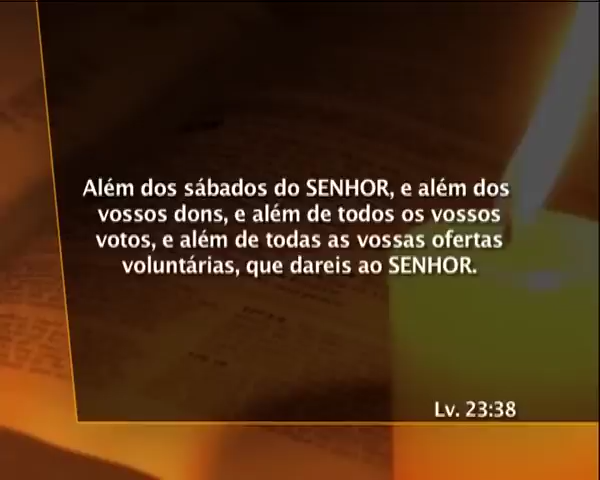 Além dos sábados do SENHOR, e além dos
vossos dons, e além de todos os vossos
votos, e além de todas as vossas ofertas
voluntárias, que dareis ao SENHOR.
Lv. 23:38